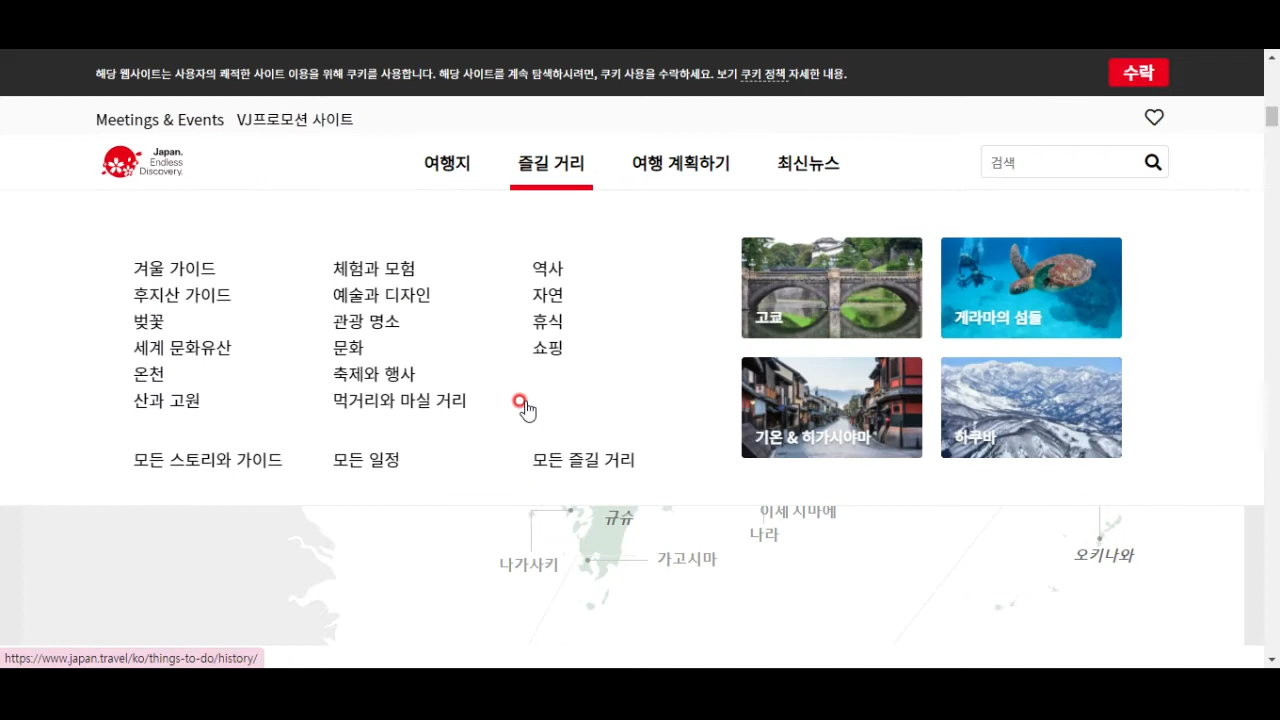 해당 웹사이트는 사용자의 쾌적한 사이트 이용을 위해 쿠키를 사용합니다. 해당 사이트를 계속 탐색하시려면, 쿠키 사용을 수락하세요. 보기 쿠키 정책 자세한 내용.
수락
Meetings & Events VJ프로모션 사이트
Japan.
Endless
Discovery.
여행지 즐길 거리 여행 계획하기 최신뉴스
검색
겨울 가이드
후지산 가이드
벚꽃
세계 문화유산
온천
산과 고원
체험과 모험
예술과 디자인
관광 명소
문화
축제와 행사
먹거리와 마실 거리
역사
자연
휴식
쇼핑
모든 스토리와 가이드 모든 일정 모든 즐길 거리
고쿄
게라마의 섬들
기온 & 히가시야마
하쿠바
규슈
이세 시마에
나라
나가사키
가고시마
오키나와
https://www.japan.travel/ko/things-to-do/history/